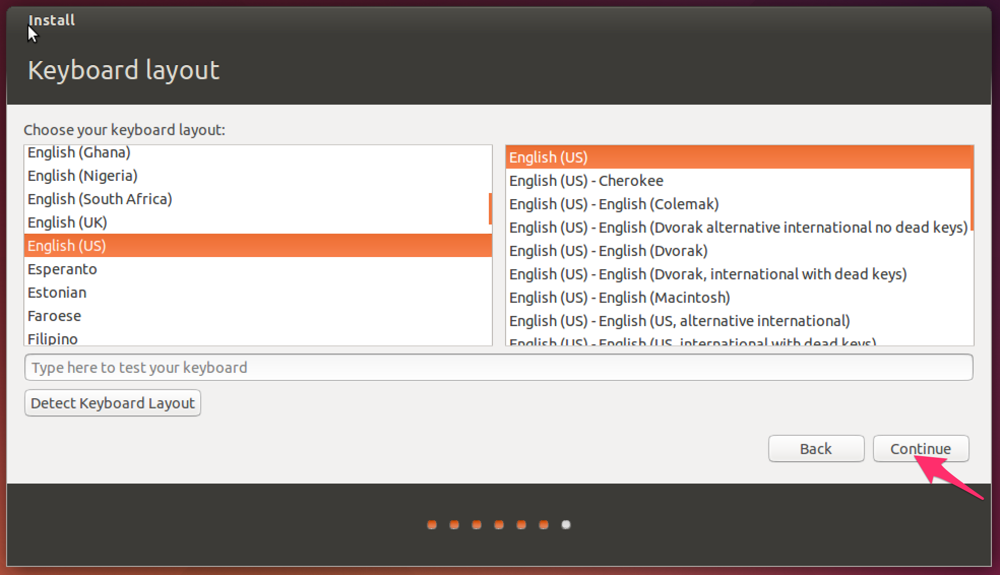 Install
Keyboard layout
Choose your keyboard layout:
English (Ghana)
English (Nigeria)
English (South Africa)
English (UK)
English (US)
Esperanto
Estonian
Faroese
Filipino
English (US)
English (US) - Cherokee
English (US) - English (Colemak)
English (US) - English (Dvorak alternative international no dead keys)
English (US) - English (Dvorak)
English (US) - English (Dvorak, international with dead keys)
English (US) - English (Macintosh)
English (US) - English (US, alternative international)
English (US) - English (US, international with dead keys)
Type here to test your keyboard
Detect Keyboard Layout
Back
Continue